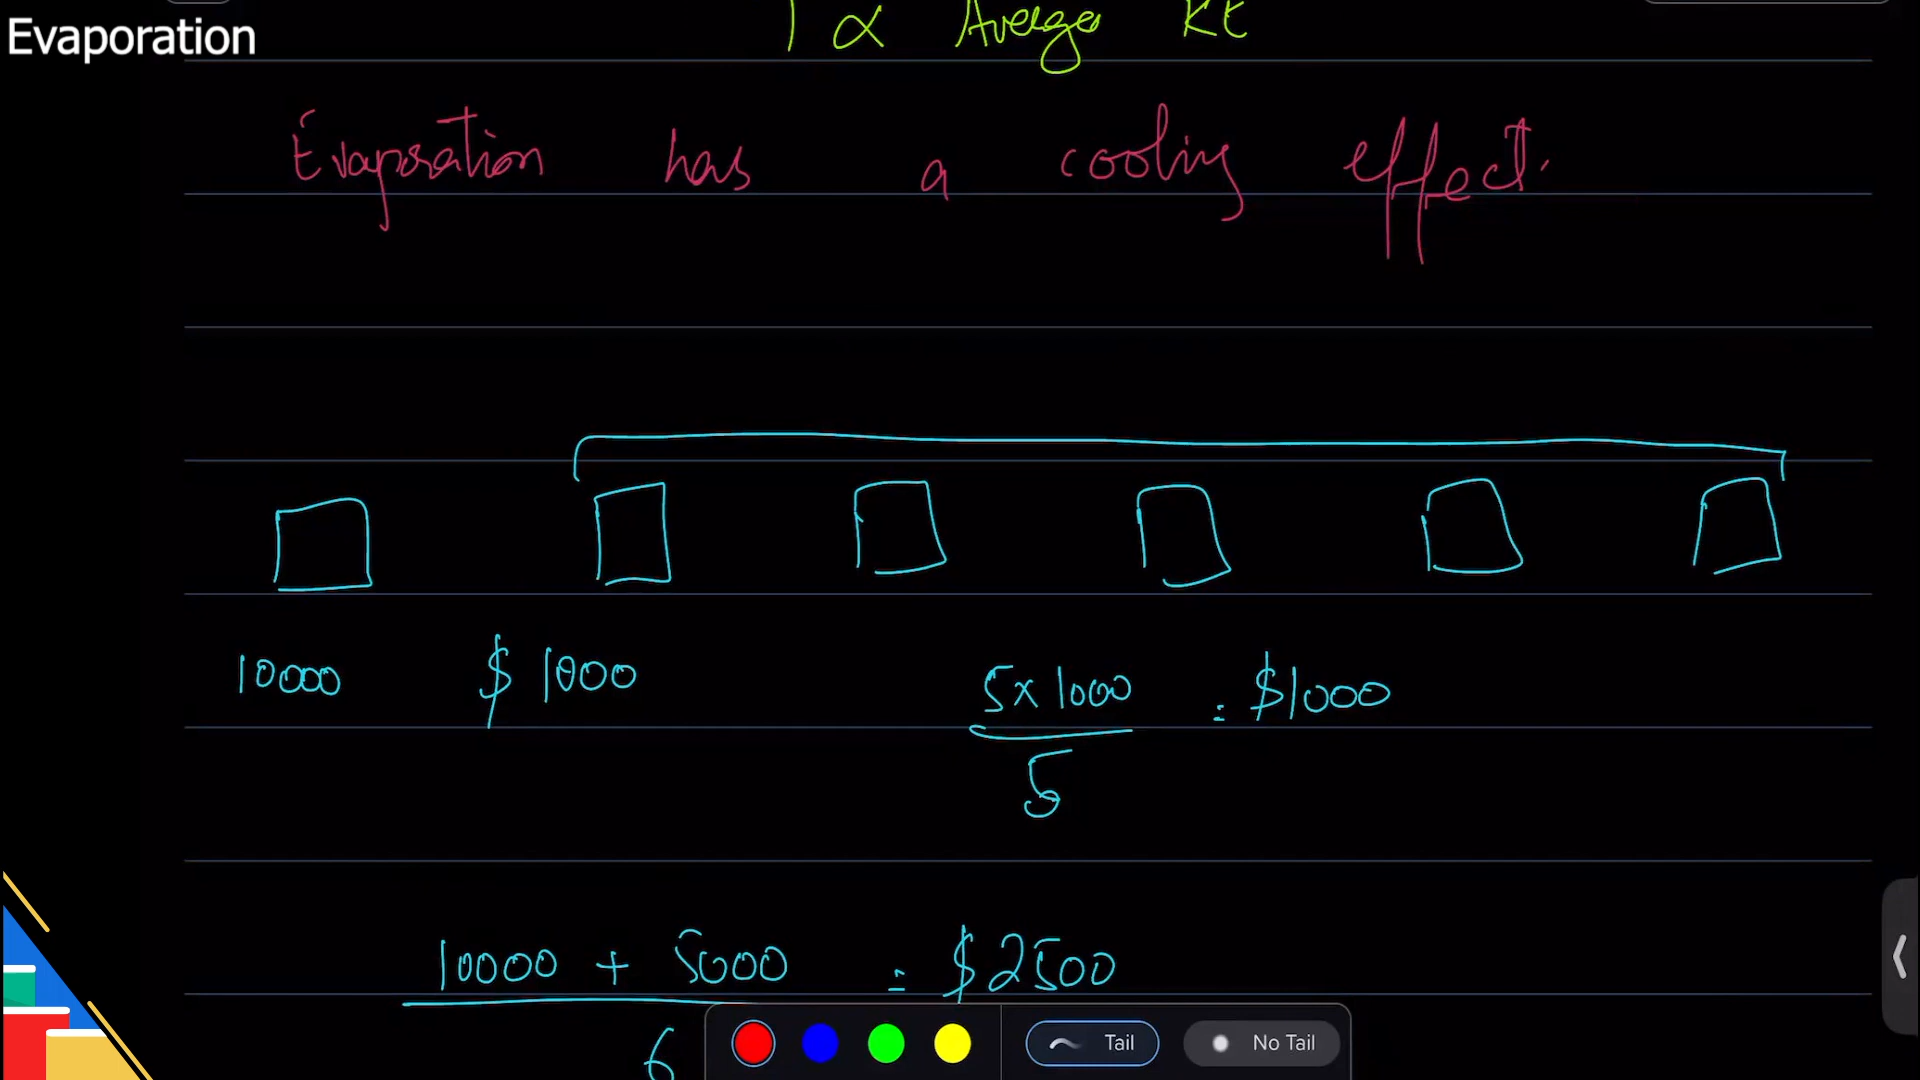 Evaporation
T ∝ Average KE
Evaporation has a cooling effect.
10000 $ 1000 5x1000 = $1000
5
10000 + 5000 = $2500
6
Tail No Tail